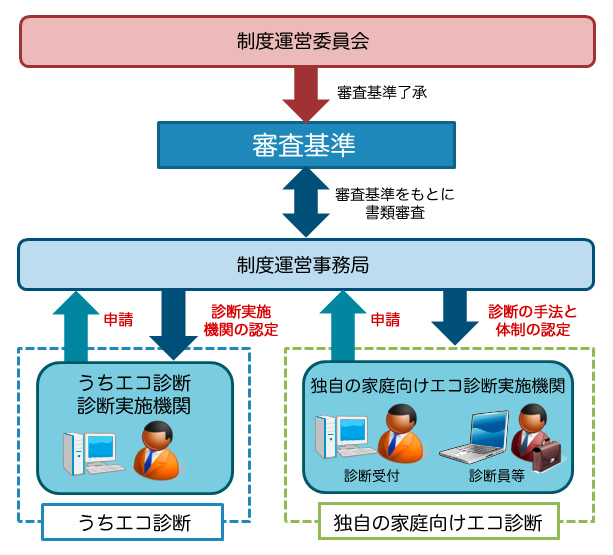 制度運営委員会
審査基準了承
審査基準
審査基準をもとに
書類審査
制度運営事務局
申請
診断実施
機関の認定
申請
診断の手法と
体制の認定
うちエコ診断
診断実施機関
独自の家庭向けエコ診断実施機関
診断受付
診断員等
うちエコ診断
独自の家庭向けエコ診断